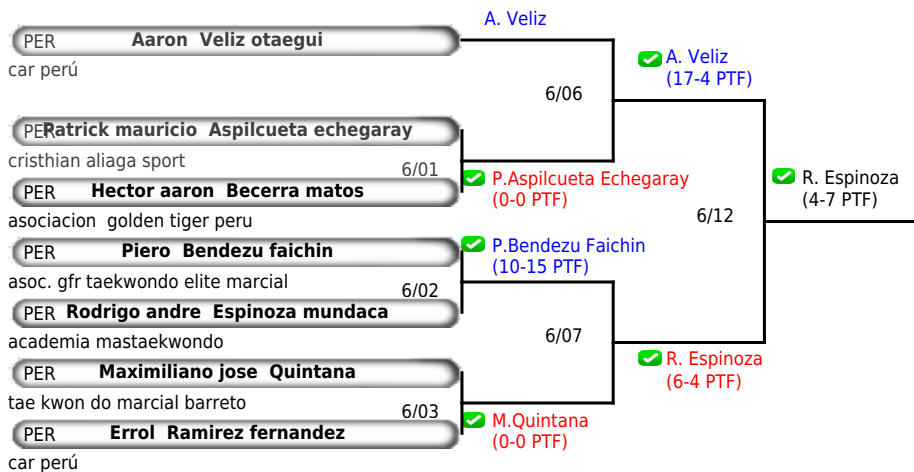 A. Veliz
PER Aaron Veliz otaegui
car perú
A. Veliz
(17-4 PTF)
6/06
PER Patrick mauricio Aspilcueta echegaray
cristhian aliaga sport
6/01
P.Aspilcueta Echegaray
(0-0 PTF)
PER Hector aaron Becerra matos
asociacion golden tiger peru
R. Espinoza
(4-7 PTF)
6/12
PER Piero Bendezu faichin
asoc. gfr taekwondo elite marcial
P.Bendezu Faichin
(10-15 PTF)
6/02
PER Rodrigo andre Espinoza mundaca
academia mastaekwondo
6/07
R. Espinoza
(6-4 PTF)
PER Maximiliano jose Quintana
tae kwon do marcial barreto
6/03
M.Quintana
(0-0 PTF)
PER Errol Ramirez fernandez
car perú